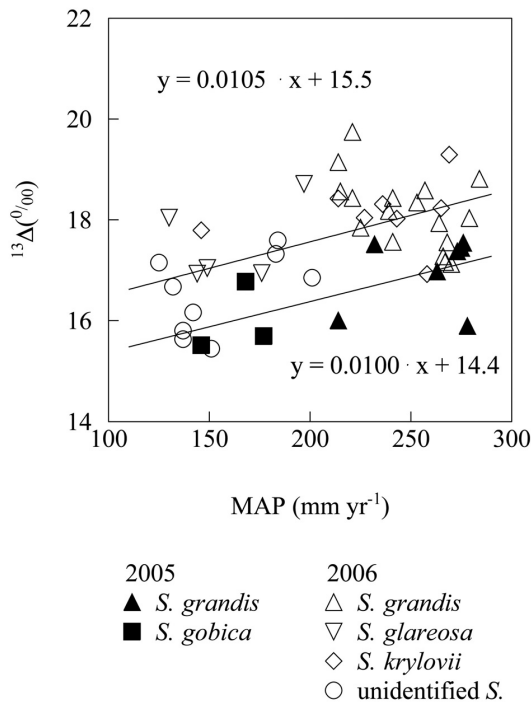 22
y = 0.0105 · x + 15.5
20
¹³Δ(⁰/₀₀)
18
16
y = 0.0100 · x + 14.4
14
100 150 200 250 300
MAP (mm yr⁻¹)
2005 2006
S. grandis S. grandis
S. gobica S. glareosa
S. krylovii
unidentified S.